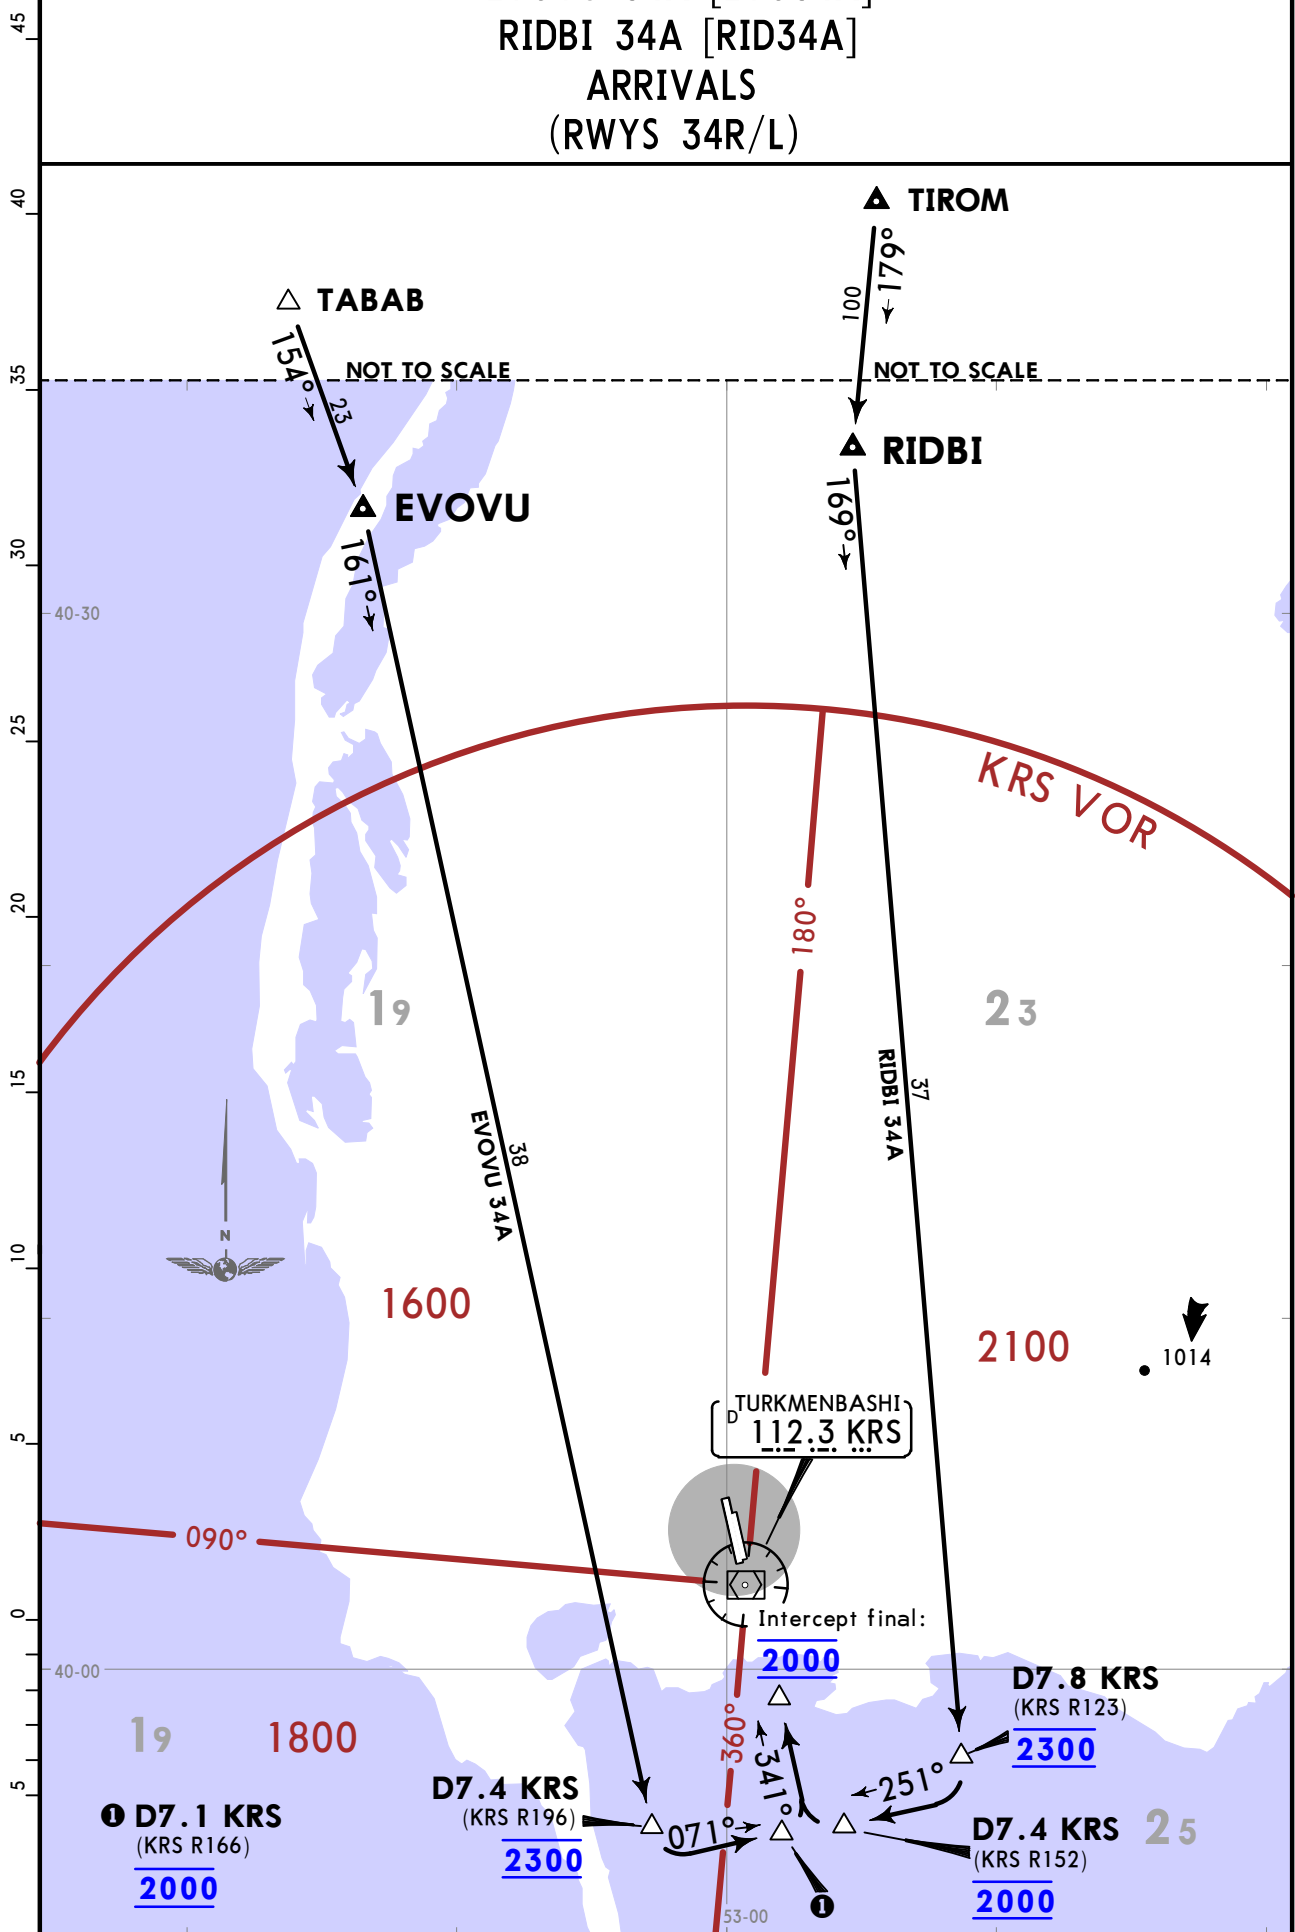 RIDBI 34A [RID34A]
ARRIVALS
(RWYS 34R/L)
45
40
35
30
25
20
15
10
5
0
5
TIROM
179°
100
TABAB
154°
23
NOT TO SCALE
NOT TO SCALE
RIDBI
169°
EVOVU
161°
40-30
KRS VOR
180°
19
23
RIDBI 34A
37
EVOVU 34A
38
N
1600
2100
1014
TURKMENBASHI
D
112.3 KRS
090°
Intercept final:
2000
40-00
D7.8 KRS
(KRS R123)
2300
19
1800
360°
341°
251°
D7.4 KRS
(KRS R196)
2300
071°
1 D7.1 KRS
(KRS R166)
2000
D7.4 KRS
(KRS R152)
2000
25
1
53-00